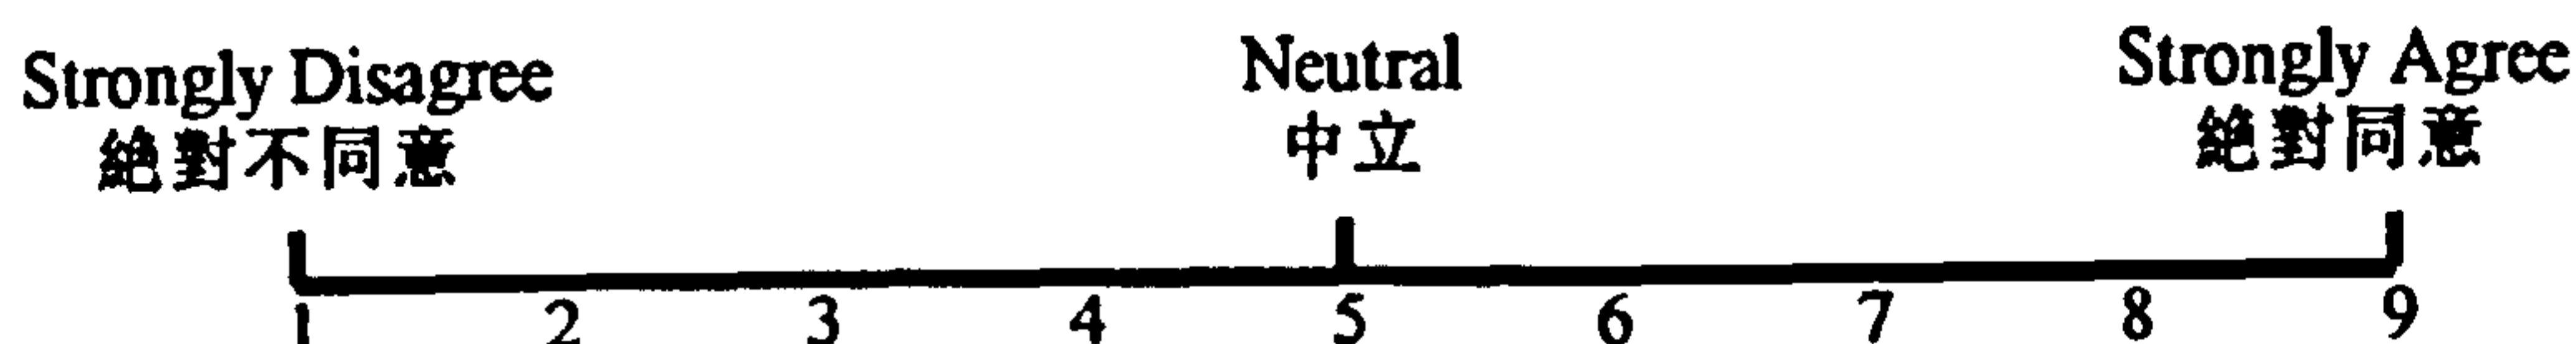 Strongly Disagree Neutral Strongly Agree
絕對不同意 中立 絕對同意
1 2 3 4 5 6 7 8 9